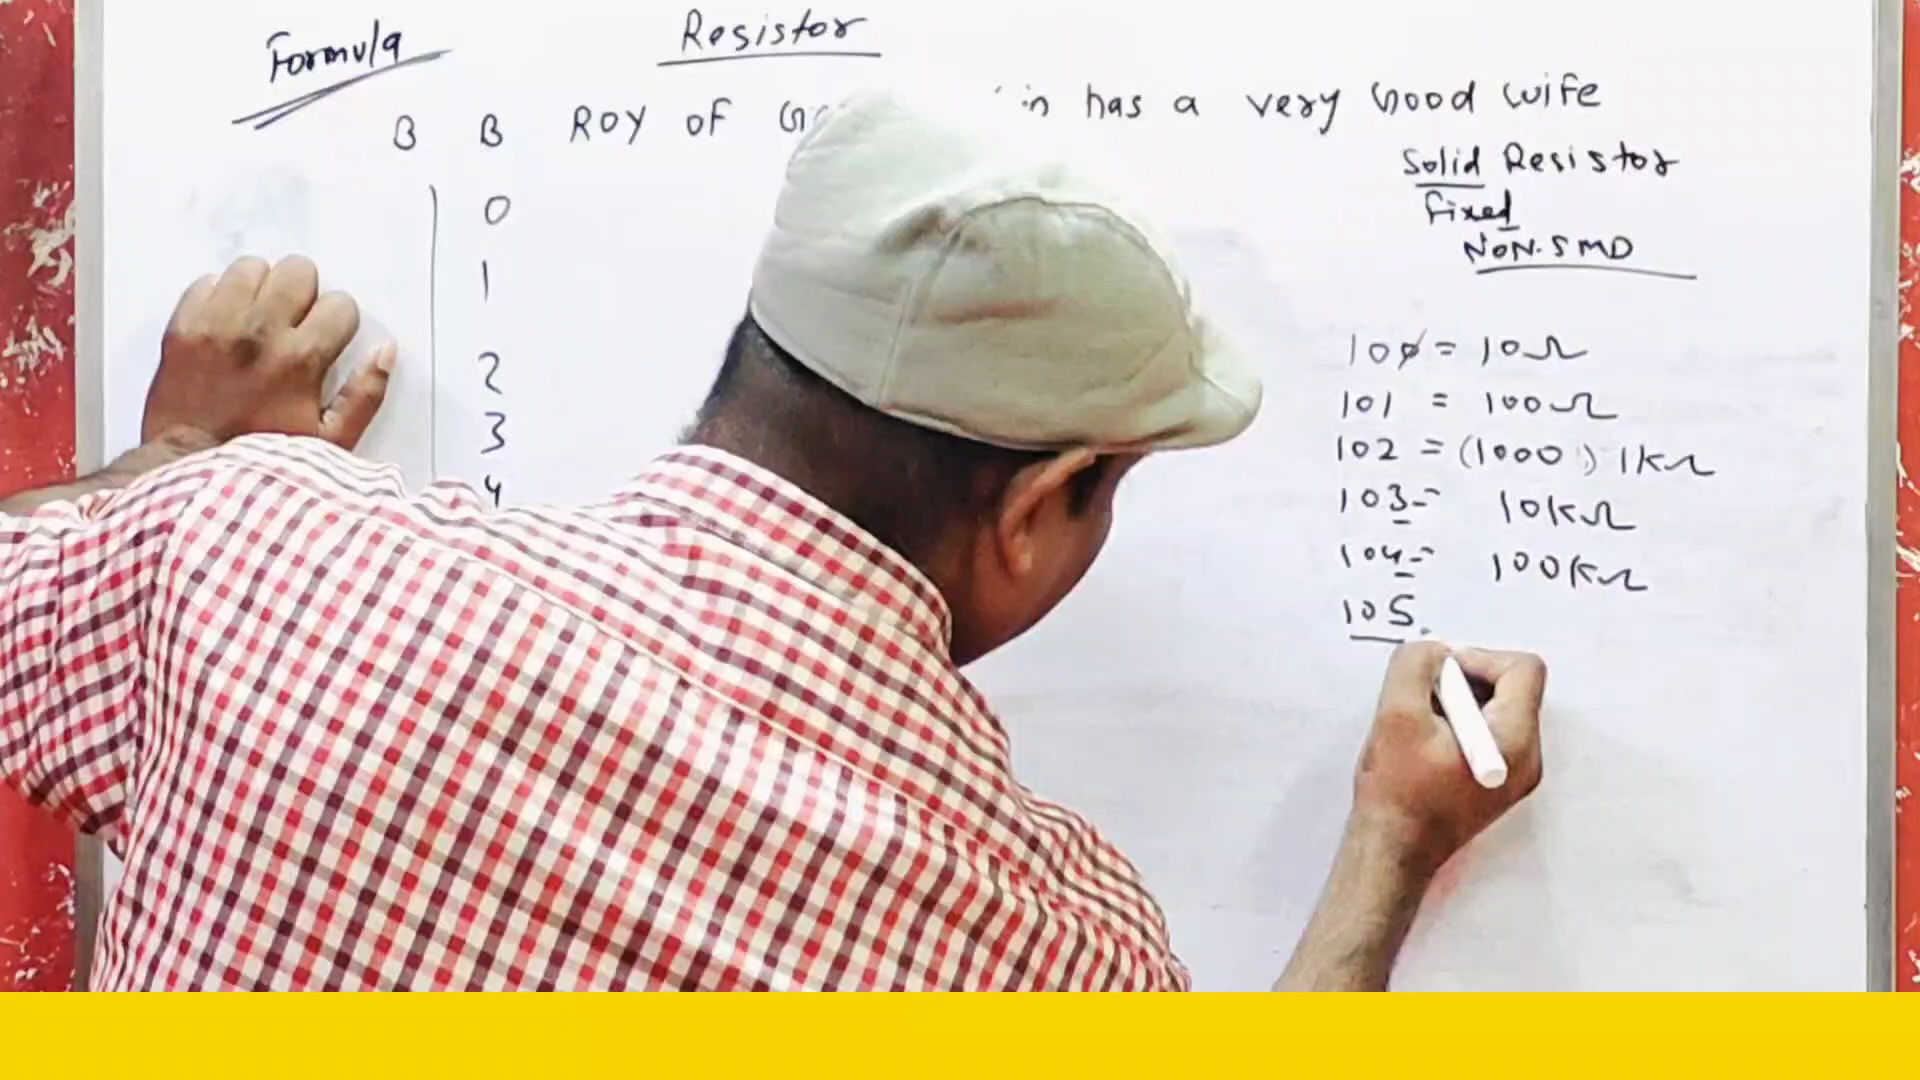 Formula
Resistor
B B ROY OF in has a very Good wife
Solid Resistor
fixed
NON-SMD
0
1
2
3
4
100 = 10Ω
101 = 100Ω
102 = (1000) 1KΩ
103 = 10KΩ
104 = 100KΩ
105